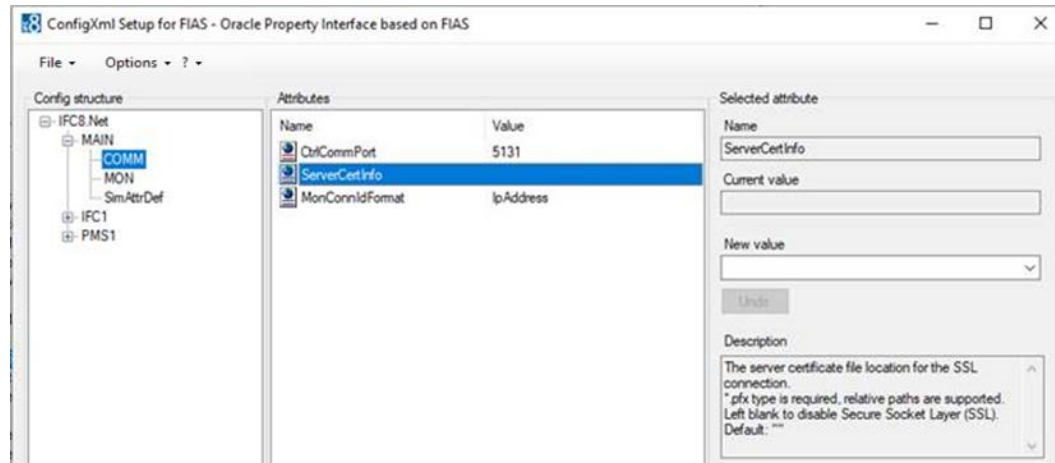 ConfigXml Setup for FIAS - Oracle Property Interface based on FIAS
File Options ?
Config structure
IFC8.Net
MAIN
COMM
MON
SimAttrDef
IFC1
PMS1
Attributes
Name Value
CtrlCommPort 5131
ServerCertInfo
MonConnIdFormat IpAddress
Selected attribute
Name
ServerCertInfo
Current value
New value
Undo
Description
The server certificate file location for the SSL
connection.
*.pfx type is required, relative paths are supported.
Left blank to disable Secure Socket Layer (SSL).
Default: ""